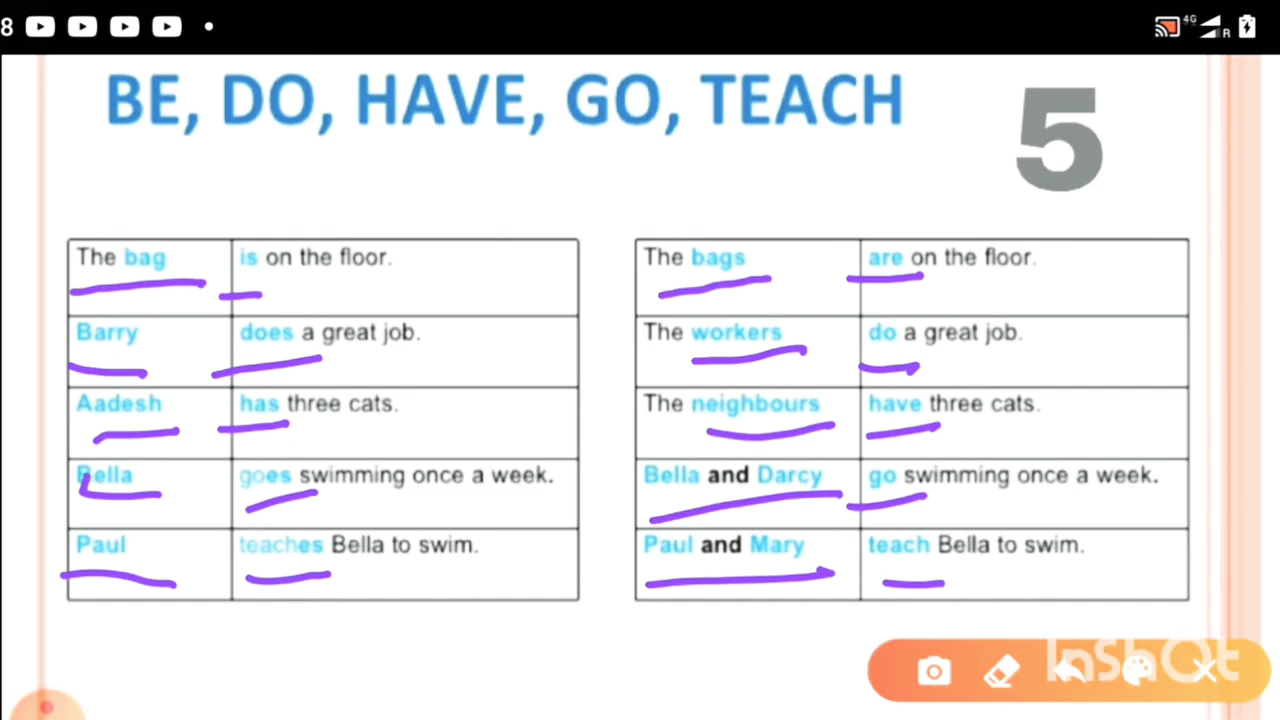 8
4G
R
BE, DO, HAVE, GO, TEACH
5
The bag is on the floor.
Barry does a great job.
Aadesh has three cats.
Bella goes swimming once a week.
Paul teaches Bella to swim.
The bags are on the floor.
The workers do a great job.
The neighbours have three cats.
Bella and Darcy go swimming once a week.
Paul and Mary teach Bella to swim.
InShOt